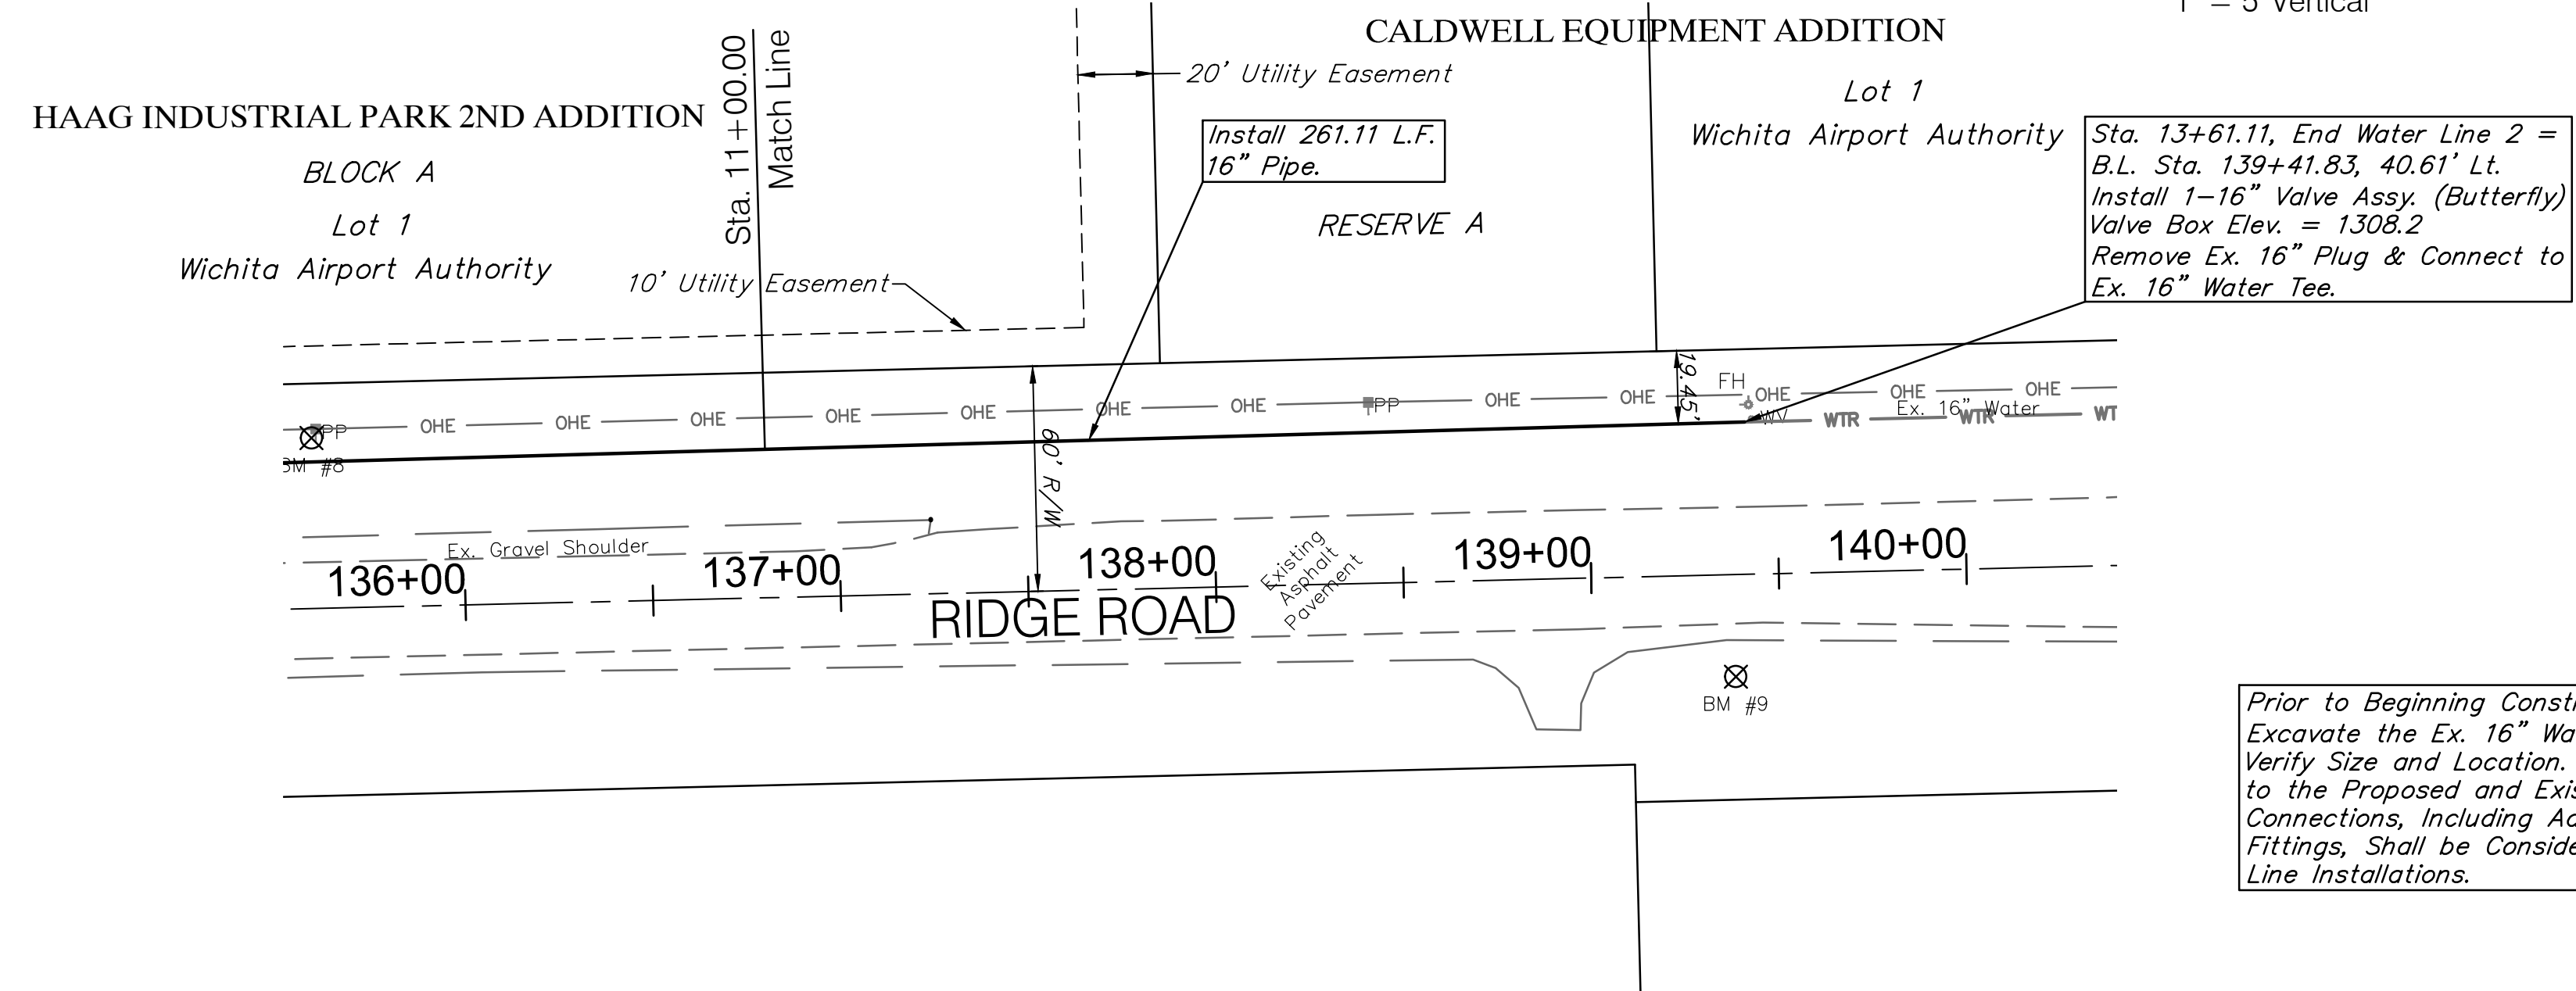 1" = 5' Vertical
CALDWELL EQUIPMENT ADDITION
HAAG INDUSTRIAL PARK 2ND ADDITION
BLOCK A
Lot 1
Wichita Airport Authority
Sta. 11+00.00
Match Line
20' Utility Easement
10' Utility Easement
Install 261.11 L.F.
16" Pipe.
RESERVE A
Lot 1
Wichita Airport Authority
Sta. 13+61.11, End Water Line 2 =
B.L. Sta. 139+41.83, 40.61' Lt.
Install 1-16" Valve Assy. (Butterfly)
Valve Box Elev. = 1308.2
Remove Ex. 16" Plug & Connect to
Ex. 16" Water Tee.
19.45'
FH
OHE OHE OHE OHE OHE OHE OHE OHE OHE OHE OHE OHE
PP
PP
BM #8
WV
Ex. 16" Water
WTR WTR WT
60' R/W
Ex. Gravel Shoulder
136+00 137+00 138+00 139+00 140+00
Existing
Asphalt
Pavement
RIDGE ROAD
BM #9
Prior to Beginning Const
Excavate the Ex. 16" Wa
Verify Size and Location.
to the Proposed and Exis
Connections, Including Ad
Fittings, Shall be Conside
Line Installations.